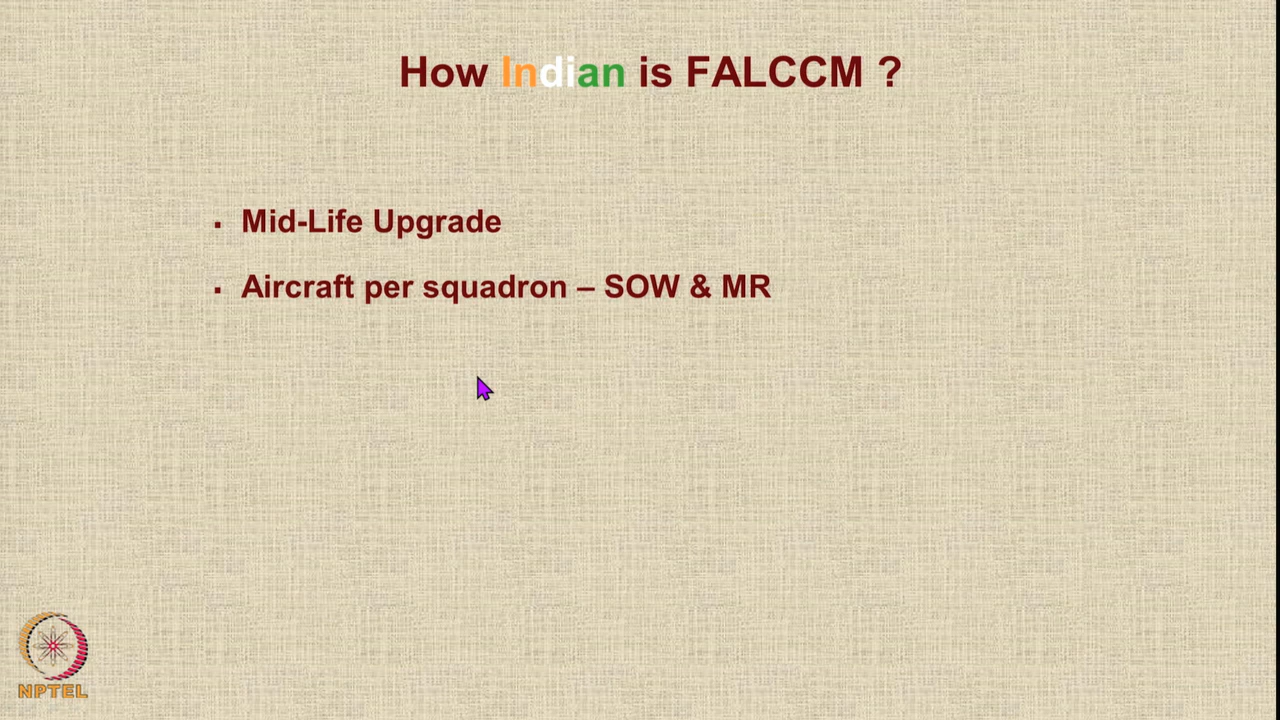 How Indian is FALCCM ?
▪ Mid-Life Upgrade
▪ Aircraft per squadron – SOW & MR
NPTEL